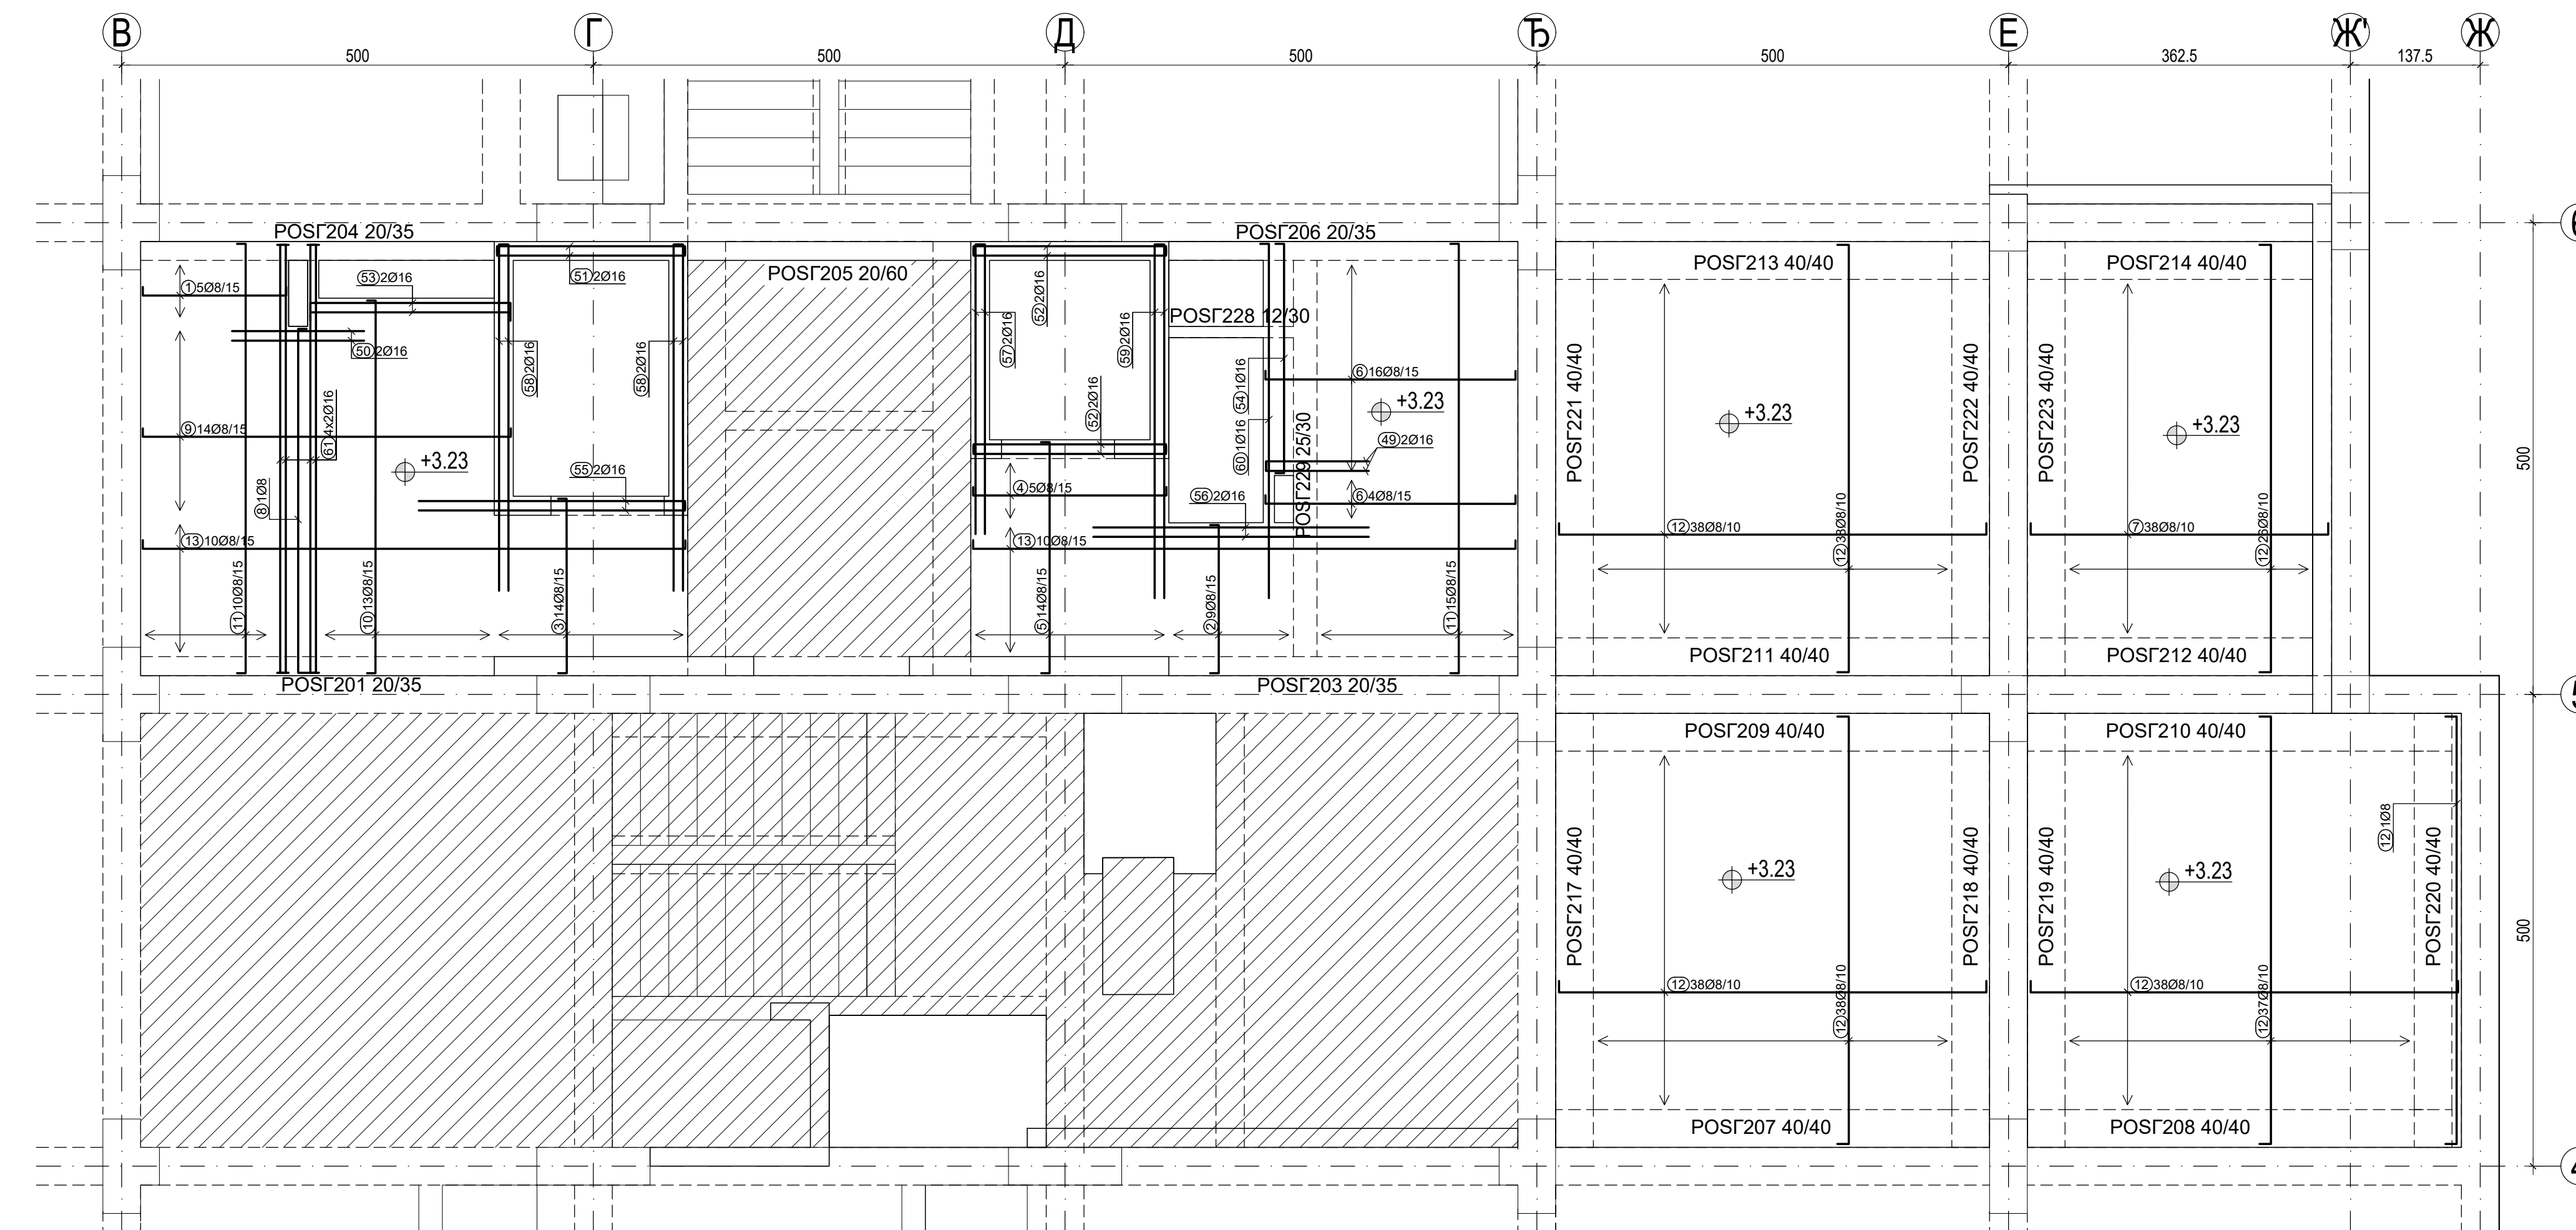 В
Г
Д
Ђ
Е
Ж'
Ж
500
500
500
500
362.5
137.5
POSГ204 20/35
POSГ206 20/35
POSГ205 20/60
POSГ213 40/40
POSГ214 40/40
53 2Ø16
51 2Ø16
1 5Ø8/15
50 2Ø16
52 2Ø16
57 2Ø16
59 2Ø16
POSГ228 12/30
58 2Ø16
58 2Ø16
54 1Ø16
6 16Ø8/15
+3.23
+3.23
+3.23
POSГ221 40/40
POSГ222 40/40
POSГ223 40/40
61 4x2Ø16
9 14Ø8/15
52 2Ø16
60 1Ø16
49 2Ø16
POSГ229 25/30
+3.23
55 2Ø16
4 5Ø8/15
56 2Ø16
6 4Ø8/15
500
8 1Ø8
13 10Ø8/15
13 10Ø8/15
12 38Ø8/10
12 38Ø8/10
7 38Ø8/10
12 26Ø8/10
11 10Ø8/15
10 13Ø8/15
3 14Ø8/15
5 14Ø8/15
2 9Ø8/15
11 15Ø8/15
POSГ211 40/40
POSГ212 40/40
POSГ201 20/35
POSГ203 20/35
POSГ209 40/40
POSГ210 40/40
12 1Ø8
+3.23
+3.23
POSГ217 40/40
POSГ218 40/40
POSГ219 40/40
POSГ220 40/40
500
12 38Ø8/10
12 38Ø8/10
12 38Ø8/10
12 37Ø8/10
POSГ207 40/40
POSГ208 40/40